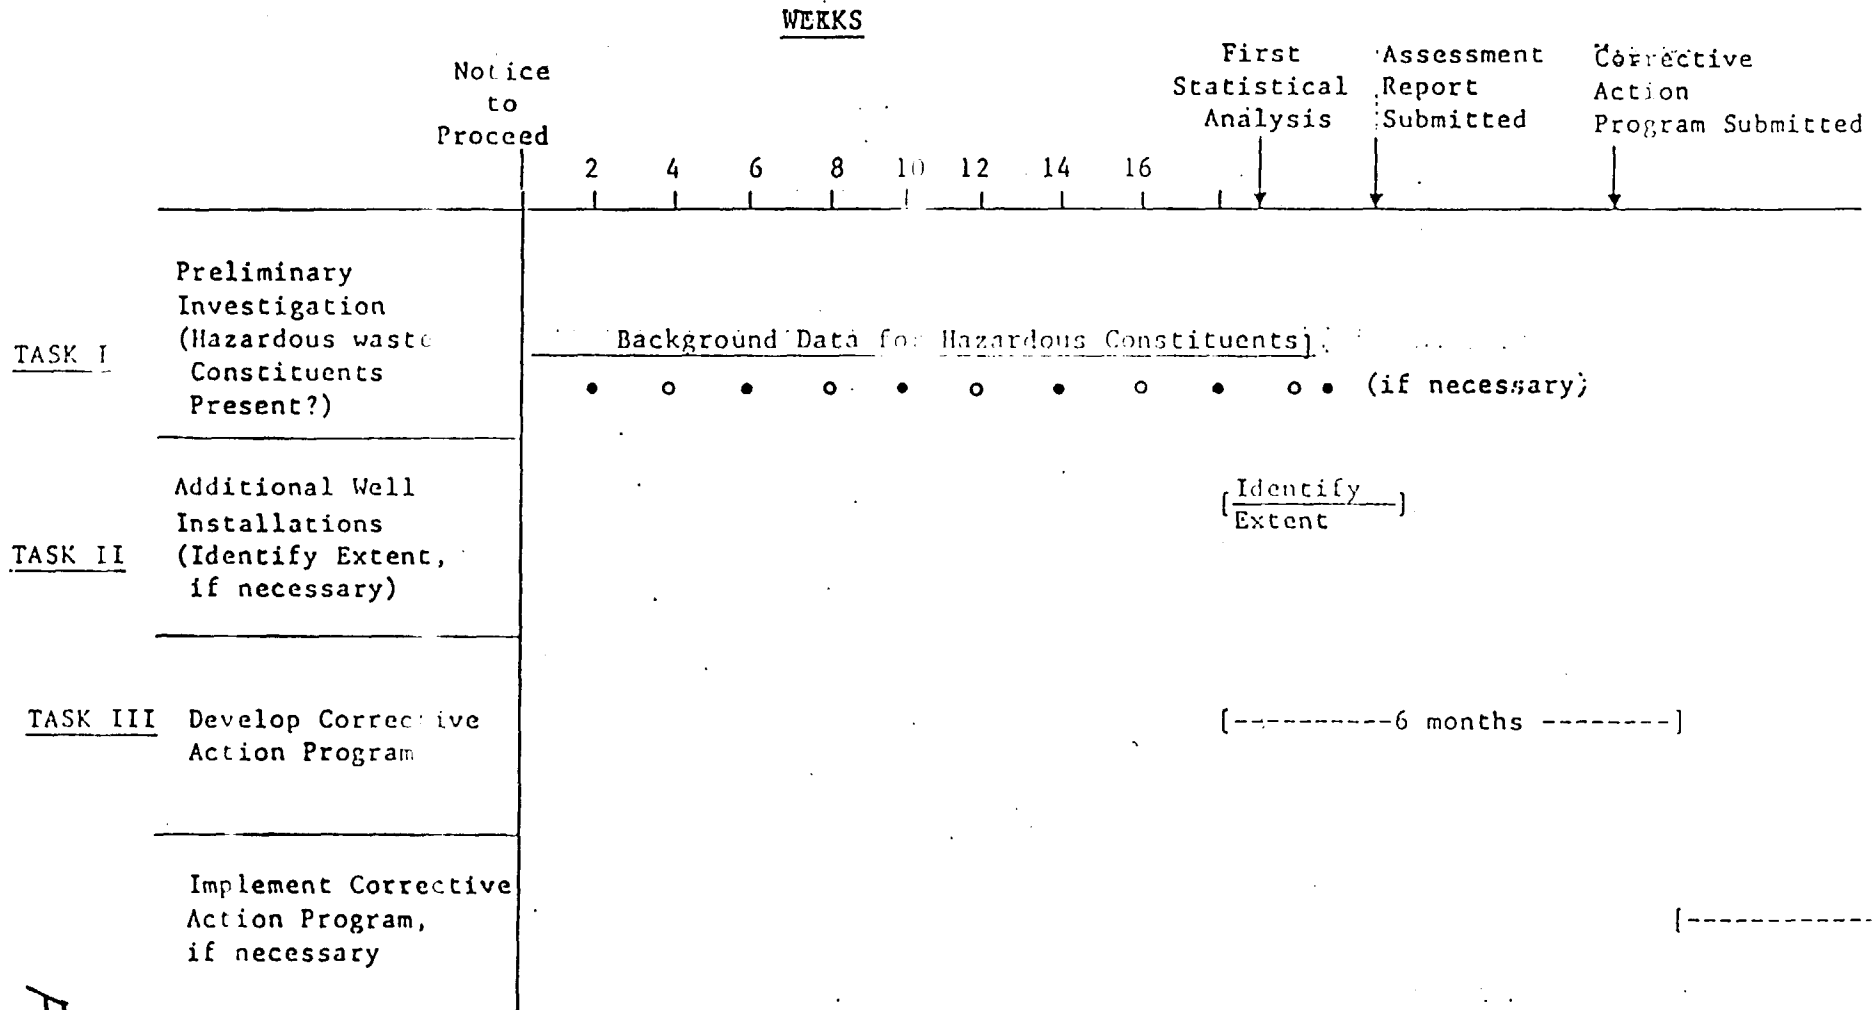 WEEKS
Notice
to
Proceed
First
Statistical
Analysis
Assessment
Report
Submitted
Corrective
Action
Program Submitted
2 4 6 8 10 12 14 16
TASK I
Preliminary
Investigation
(Hazardous waste
Constituents
Present?)
Background Data for Hazardous Constituents]
(if necessary)
TASK II
Additional Well
Installations
(Identify Extent,
if necessary)
[Identify
Extent]
TASK III
Develop Corrective
Action Program
[----------6 months --------]
Implement Corrective
Action Program,
if necessary
[-----------